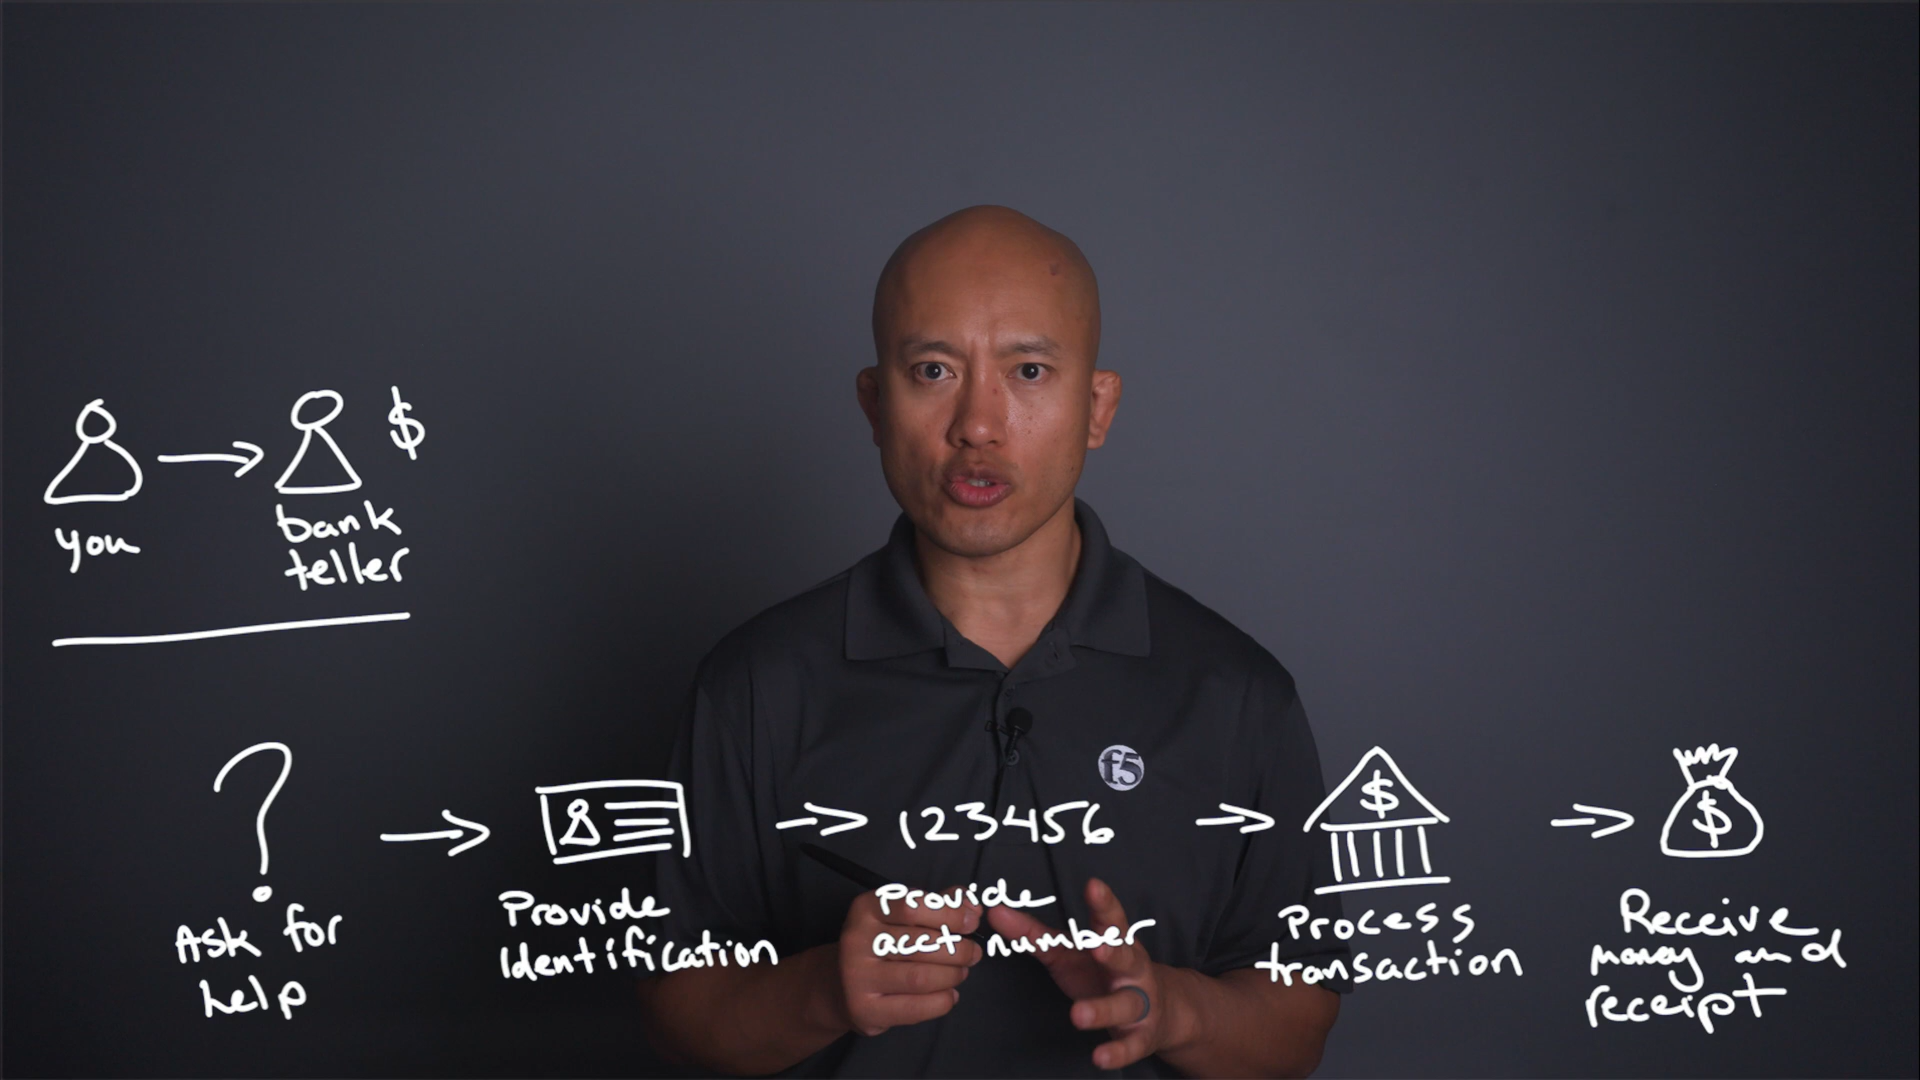 $
you
bank
teller
?
Ask for
help
Provide
Identification
123456
Provide
acct number
$
Process
transaction
$
Receive
money and
receipt
f5